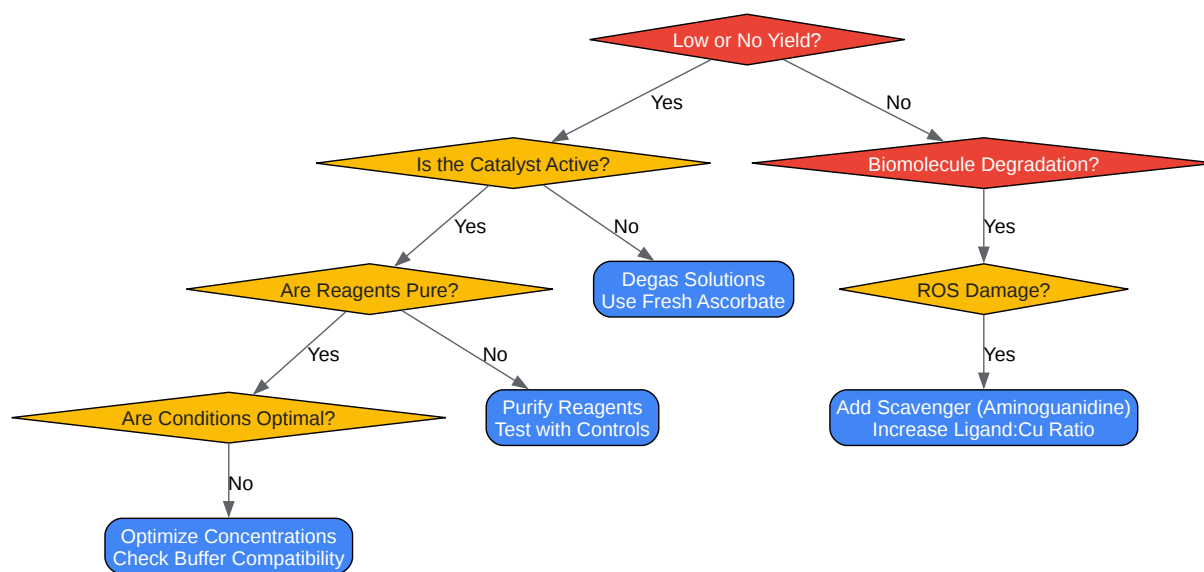 Low or No Yield?
Yes
No
Is the Catalyst Active?
Biomolecule Degradation?
Yes
No
Yes
Are Reagents Pure?
Degas Solutions
Use Fresh Ascorbate
ROS Damage?
Yes
No
Yes
Are Conditions Optimal?
Purify Reagents
Test with Controls
Add Scavenger (Aminoguanidine)
Increase Ligand:Cu Ratio
No
Optimize Concentrations
Check Buffer Compatibility